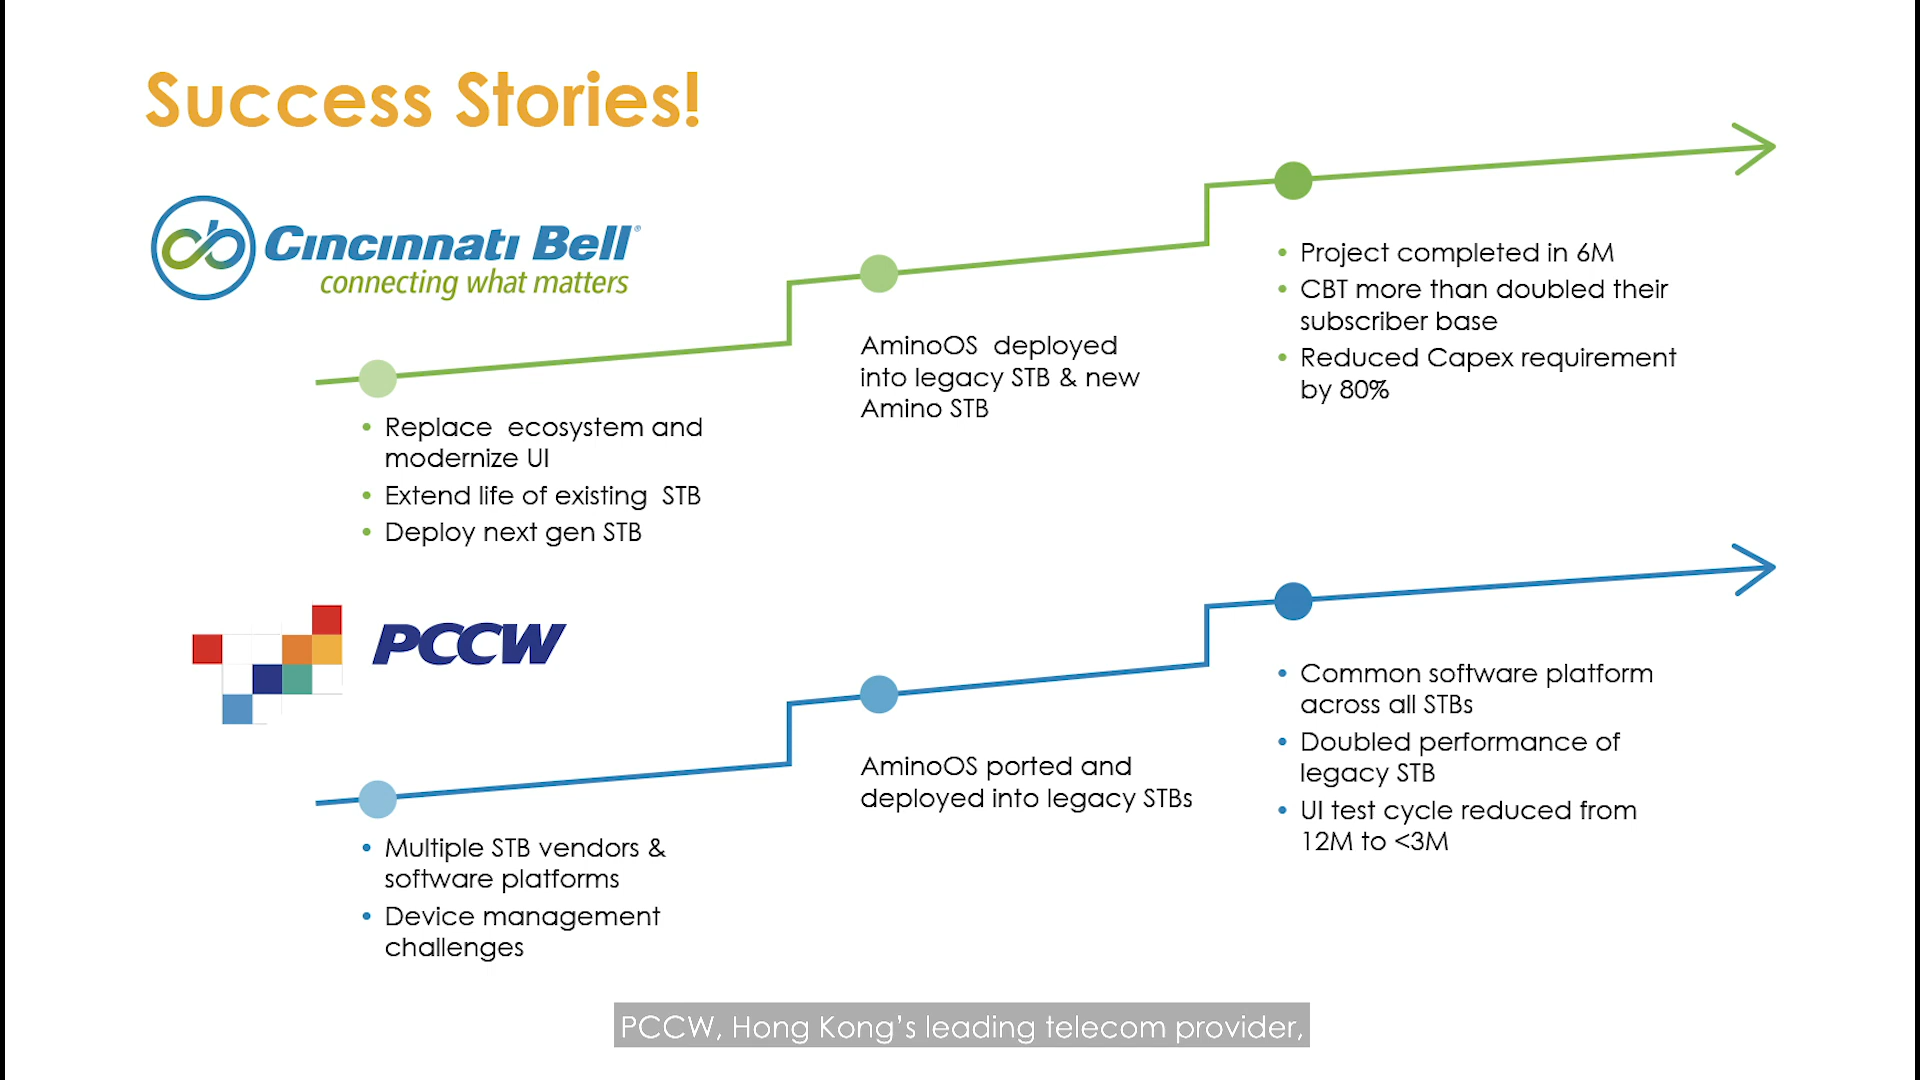 Success Stories!
Cincinnati Bell®
connecting what matters
• Replace ecosystem and
modernize UI
• Extend life of existing STB
• Deploy next gen STB
AminoOS deployed
into legacy STB & new
Amino STB
• Project completed in 6M
• CBT more than doubled their
subscriber base
• Reduced Capex requirement
by 80%
PCCW
• Multiple STB vendors &
software platforms
• Device management
challenges
AminoOS ported and
deployed into legacy STBs
• Common software platform
across all STBs
• Doubled performance of
legacy STB
• UI test cycle reduced from
12M to <3M
PCCW, Hong Kong’s leading telecom provider,